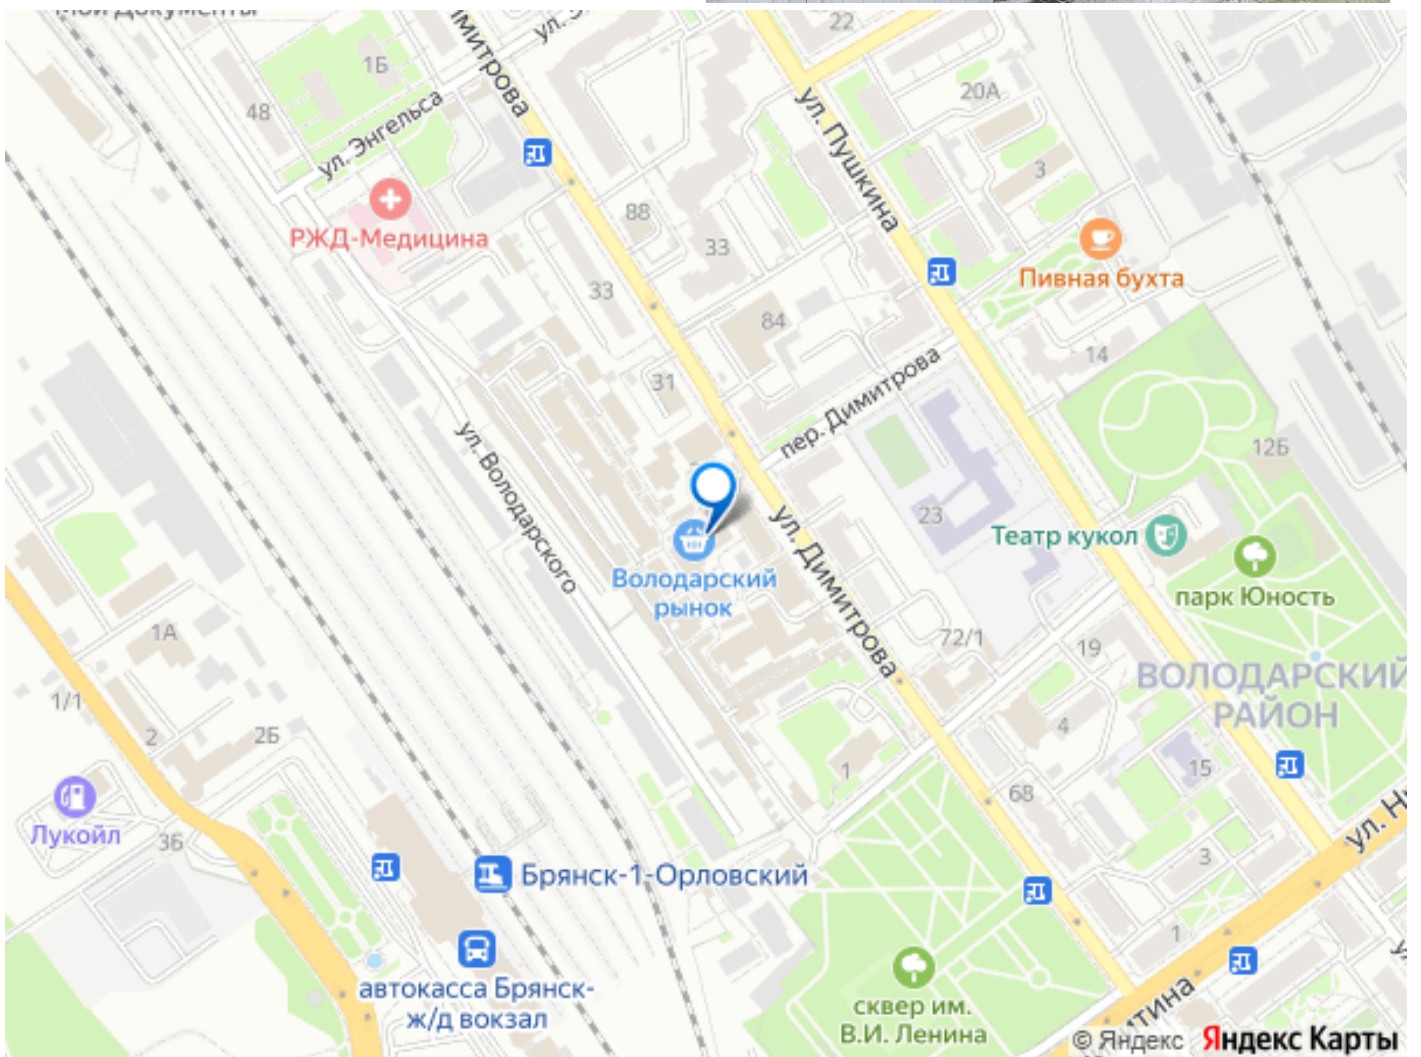 Мои документы
22
1Б
20А
48
ул. Энгельса
ул. Пушкина
3
88
РЖД-Медицина
33
Пивная бухта
33
84
14
31
пер. Димитрова
12Б
ул. Володарского
23
ул. Димитрова
Театр кукол
Володарский
рынок
парк Юность
1А
72/1
19
ВОЛОДАРСКИЙ
РАЙОН
1/1
4
2
2Б
1
15
68
Лукойл
3Б
3
Брянск-1-Орловский
1
автокасса Брянск-
ж/д вокзал
сквер им.
В.И. Ленина
© Яндекс Яндекс Карты